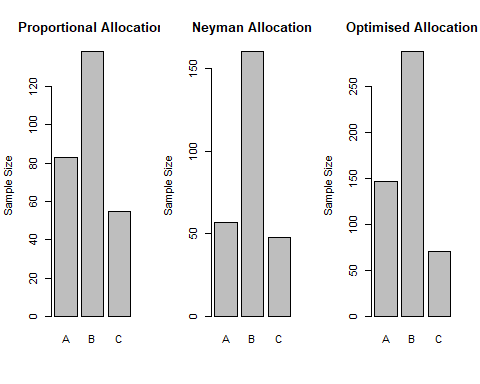 Proportional Allocation
Neyman Allocation
Optimised Allocation
Sample Size
0
20
40
60
80
100
120
A B C
Sample Size
0
50
100
150
A B C
Sample Size
0
50
100
150
200
250
A B C